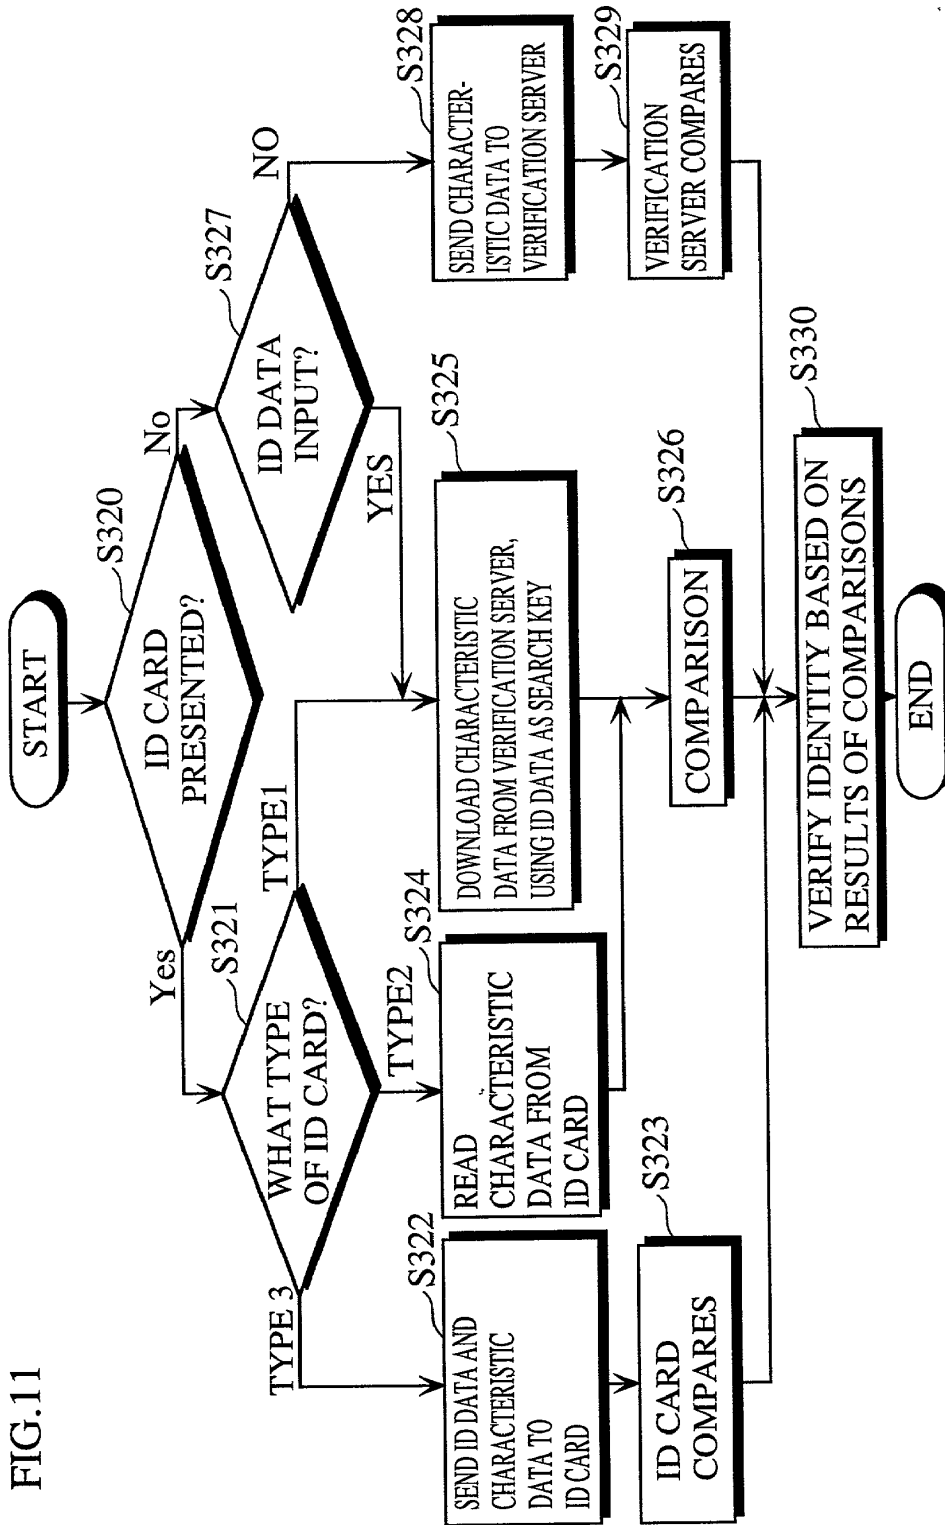 FIG.11
START
S320
ID CARD
PRESENTED?
Yes
No
S321
WHAT TYPE
OF ID CARD?
TYPE 3
TYPE2
TYPE1
S327
ID DATA
INPUT?
YES
NO
S322
SEND ID DATA AND
CHARACTERISTIC
DATA TO
ID CARD
S324
READ
CHARACTERISTIC
DATA FROM
ID CARD
S325
DOWNLOAD CHARACTERISTIC
DATA FROM VERIFICATION SERVER,
USING ID DATA AS SEARCH KEY
S328
SEND CHARACTER-
ISTIC DATA TO
VERIFICATION SERVER
S323
ID CARD
COMPARES
S326
COMPARISON
S329
VERIFICATION
SERVER COMPARES
S330
VERIFY IDENTITY BASED ON
RESULTS OF COMPARISONS
END